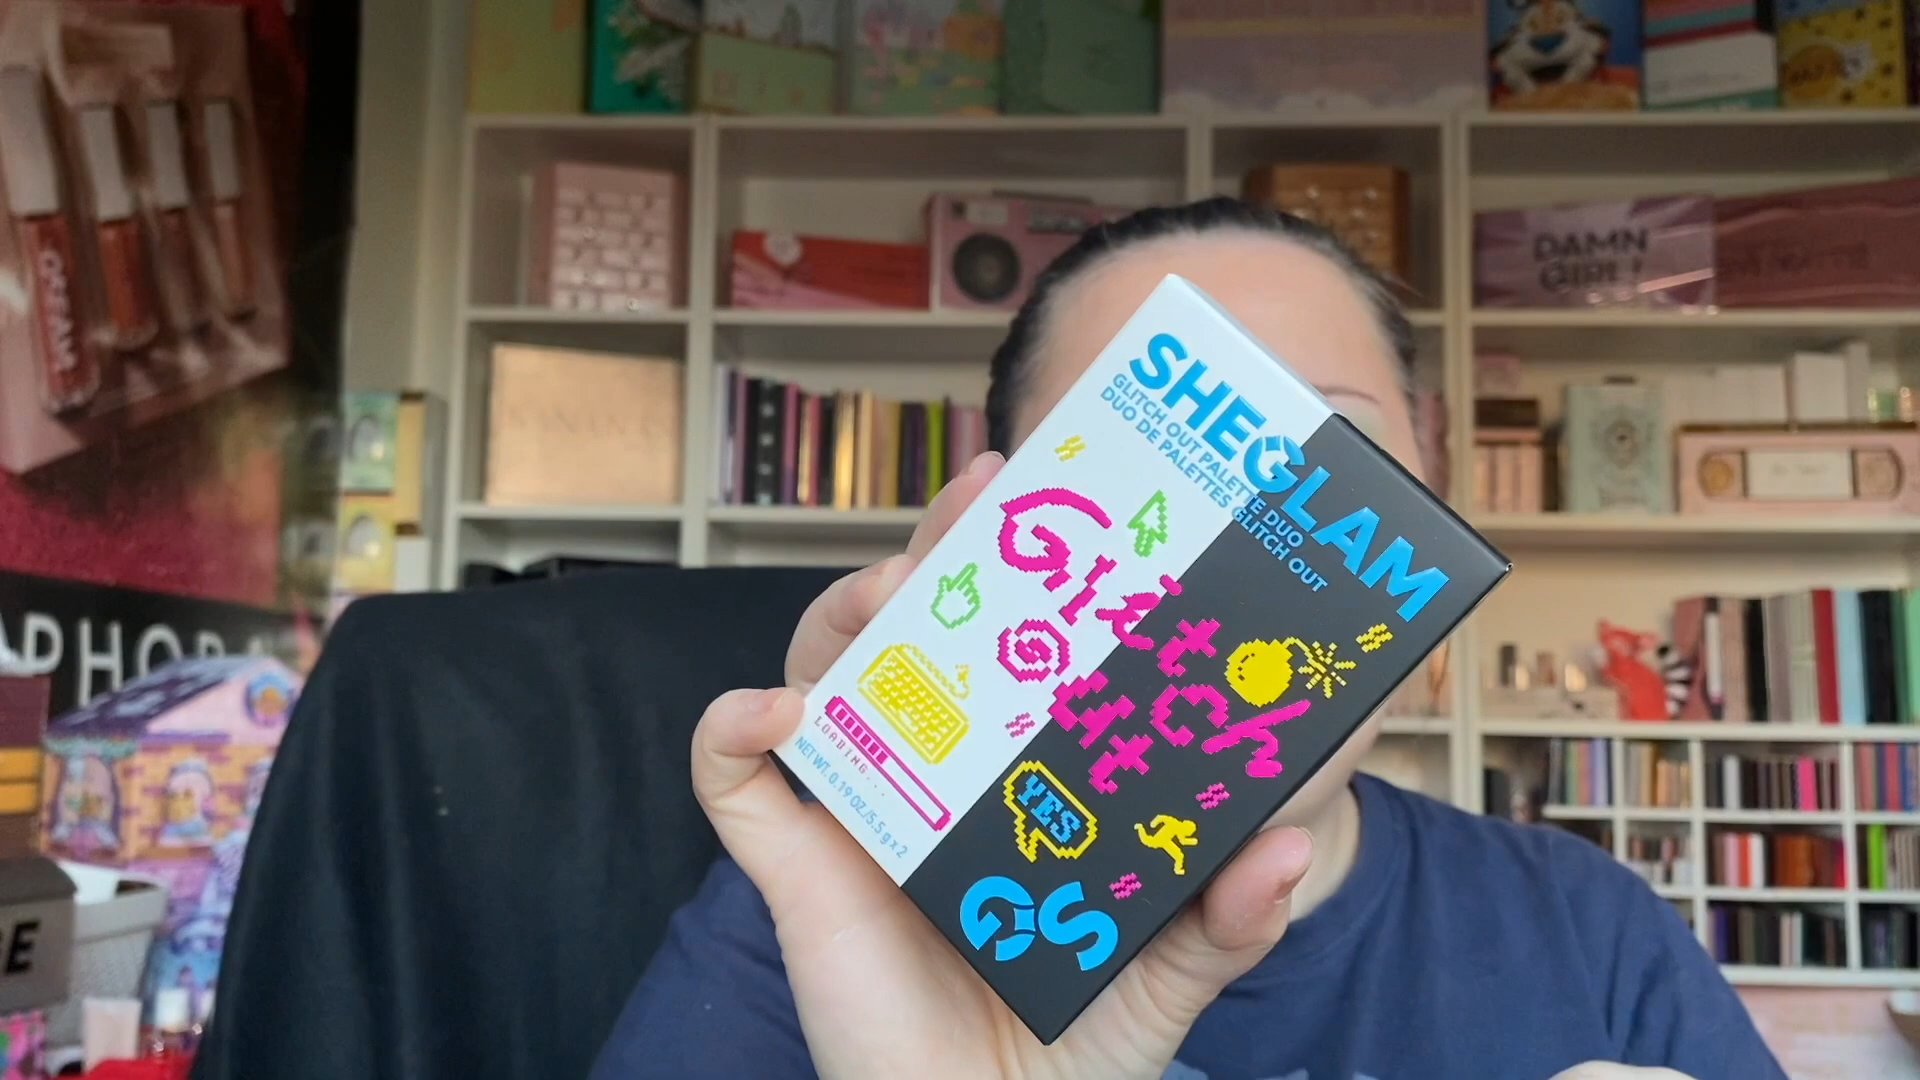 SHEGLAM
GLITCH OUT PALETTE DUO
DUO DE PALETTES GLITCH OUT
Glitch
Out
LOADING...
NET WT. 0.19 OZ./5.5 g x 2
YES
SG
DAMN
GIRL!